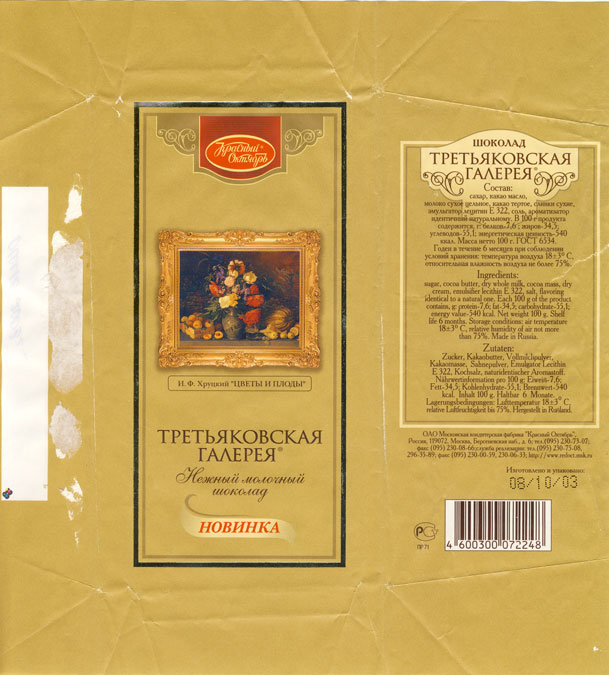 Красный
Октябрь
И. Ф. Хруцкий "ЦВЕТЫ И ПЛОДЫ"
ТРЕТЬЯКОВСКАЯ
ГАЛЕРЕЯ®
Нежный молочный
шоколад
НОВИНКА
ШОКОЛАД
ТРЕТЬЯКОВСКАЯ
ГАЛЕРЕЯ®
Состав:
сахар, какао масло,
молоко сухое цельное, какао тертое, сливки сухие,
эмульгатор лецитин Е 322, соль, ароматизатор
идентичный натуральному. В 100 г продукта
содержится, г: белков-7,6; жиров-34,5;
углеводов-55,1; энергетическая ценность-540
ккал. Масса нетто 100 г. ГОСТ 6534.
Годен в течение 6 месяцев при соблюдении
условий хранения: температура воздуха 18±3° С,
относительная влажность воздуха не более 75%.
Ingredients:
sugar, cocoa butter, dry whole milk, cocoa mass, dry
cream, emulsifier lecithin E 322, salt, flavoring
identical to a natural one. Each 100 g of the product
contains, g: protein-7,6; fat-34,5; carbohydrate-55,1;
energy value-540 kcal. Net weight 100 g. Shelf
life 6 months. Storage conditions: air temperature
18±3° C, relative humidity of air not more
than 75%. Made in Russia.
Zutaten:
Zucker, Kakaobutter, Vollmilchpulver,
Kakaomasse, Sahnepulver, Emulgator Lecithin
E 322, Kochsalz, naturidentischer Aromastoff.
Nährwertinformation pro 100 g: Eiweiß-7,6,
Fett-34,5; Kohlenhydrate-55,1; Brennwert-540
kcal. Inhalt 100 g. Haltbar 6 Monate.
Lagerungsbedingungen: Lufttemperatur 18±3° C,
relative Luftfeuchtigkeit bis 75%. Hergestellt in Rußland.
ОАО Московская кондитерская фабрика "Красный Октябрь",
Россия, 119072, Москва, Берсеневская наб., д. 6; тел.(095) 230-73-07;
факс (095) 230-08-66;служба реализации: тел.(095) 230-75-08,
296-35-89; факс (095) 230-00-59, 230-06-33; http://www.redoct.msk.ru
Изготовлено и упаковано:
08/10/03
РСТ
ПР 71
4 600300 072248